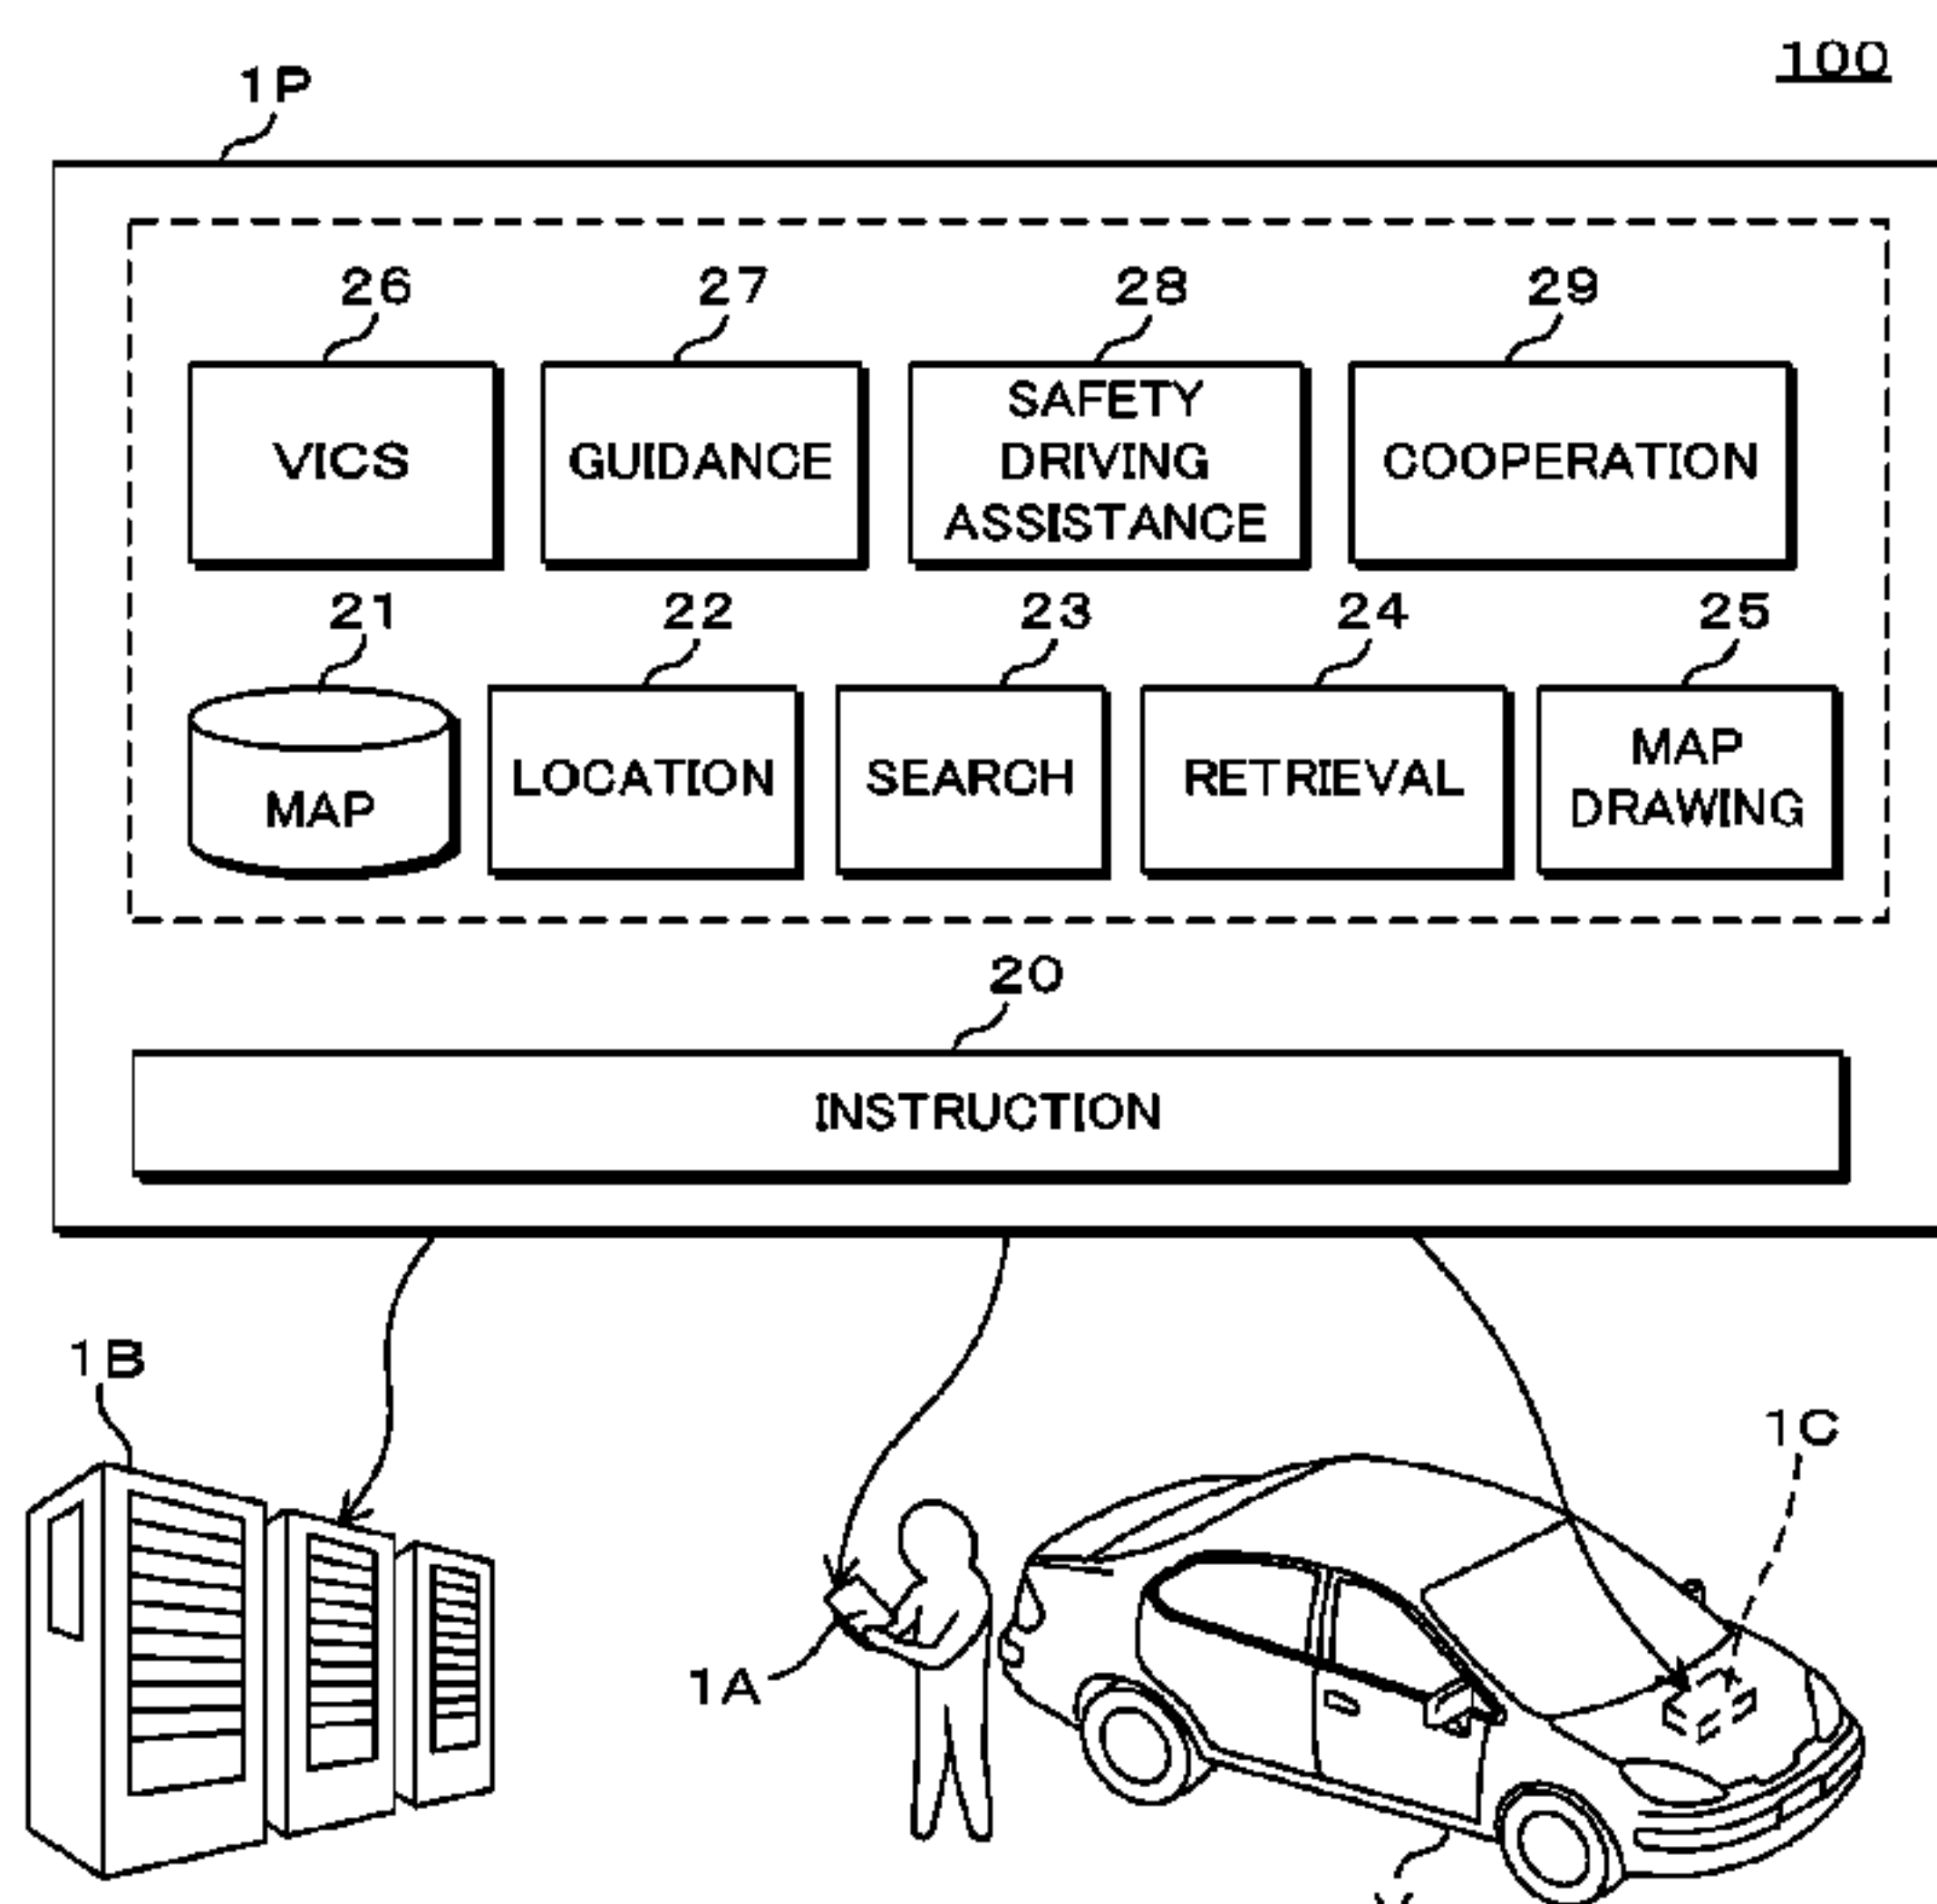 100
1P
26 27 28 29
VICS
GUIDANCE
SAFETY
DRIVING
ASSISTANCE
COOPERATION
21 22 23 24 25
MAP
LOCATION
SEARCH
RETRIEVAL
MAP
DRAWING
20
INSTRUCTION
1B
1C
1A